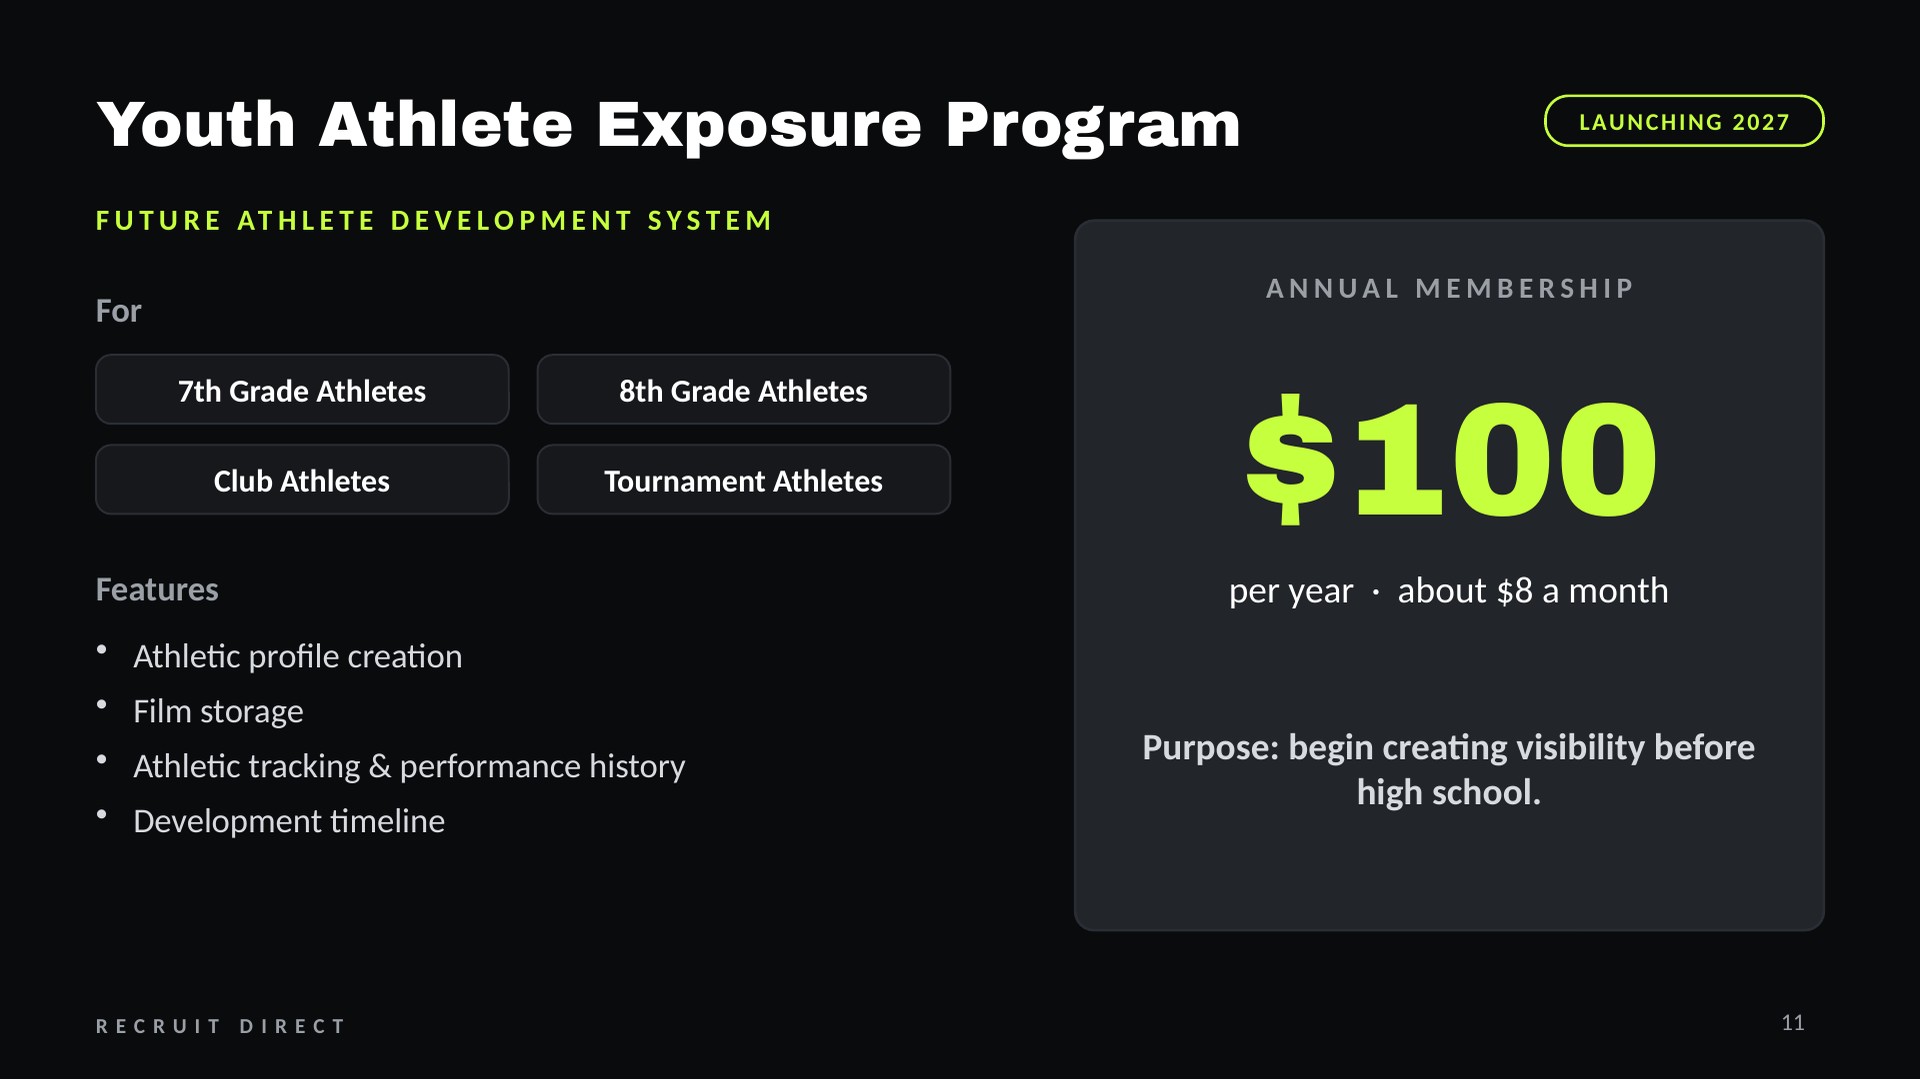 Youth Athlete Exposure Program
LAUNCHING 2027
FUTURE ATHLETE DEVELOPMENT SYSTEM
For
7th Grade Athletes
8th Grade Athletes
Club Athletes
Tournament Athletes
Features
• Athletic profile creation
• Film storage
• Athletic tracking & performance history
• Development timeline
ANNUAL MEMBERSHIP
$100
per year · about $8 a month
Purpose: begin creating visibility before
high school.
RECRUIT DIRECT
11